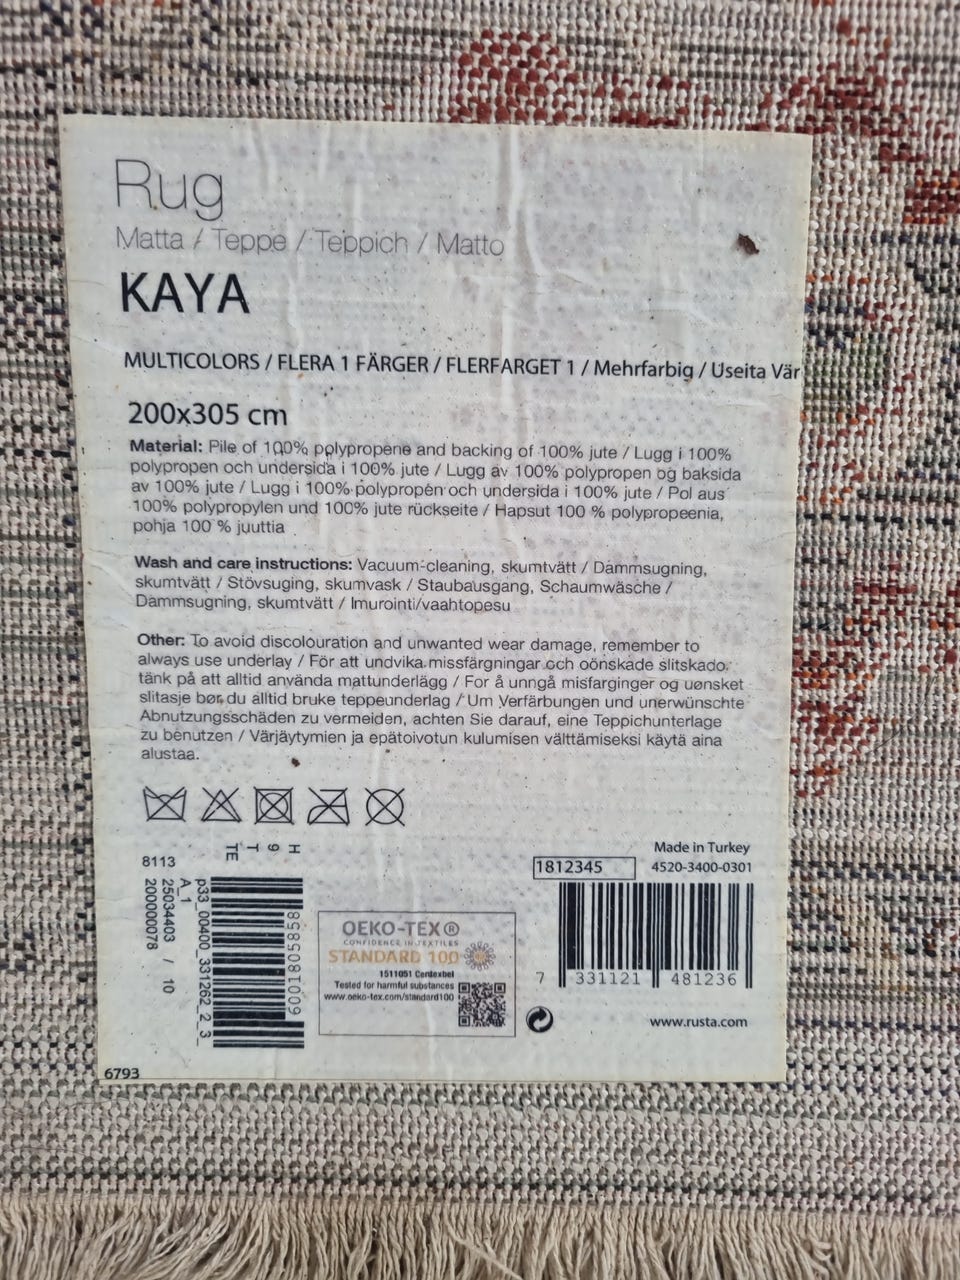 Rug
Matta / Teppe / Teppich / Matto
KAYA
MULTICOLORS / FLERA 1 FÄRGER / FLERFARGET 1 / Mehrfarbig / Useita Vär
200x305 cm
Material: Pile of 100% polypropene and backing of 100% jute / Lugg i 100%
polypropen och undersida i 100% jute / Lugg av 100% polypropen og baksida
av 100% jute / Lugg i 100% polypropen och undersida i 100% jute / Pol aus
100% polypropylen und 100% jute rückseite / Hapsut 100 % polypropeenia,
pohja 100 % juuttia
Wash and care instructions: Vacuum-cleaning, skumtvätt / Dammsugning,
skumtvätt / Stövsuging, skumvask / Staubausgang, Schaumwäsche /
Dammsugning, skumtvätt / Imurointi/vaahtopesu
Other: To avoid discolouration and unwanted wear damage, remember to
always use underlay / För att undvika missfärgningar och oönskade slitskado.
tänk på att alltid använda mattunderlägg / For å unngå misfarginger og uønsket
slitasje bør du alltid bruke teppeunderlag / Um Verfärbungen und unerwünschte
Abnutzungsschäden zu vermeiden, achten Sie darauf, eine Teppichunterlage
zu benutzen / Värjäytymien ja epätoivotun kulumisen välttämiseksi käytä aina
alustaa.
8113
H
9
T
TE
8585081009
p33_00400_331262_2_3
A_1
25034403 / 10
200000078
OEKO-TEX®
CONFIDENCE IN TEXTILES
STANDARD 100
1511051 Centexbel
Tested for harmful substances
www.oeko-tex.com/standard100
Made in Turkey
1812345 4520-3400-0301
7 331121 481236
www.rusta.com
6793